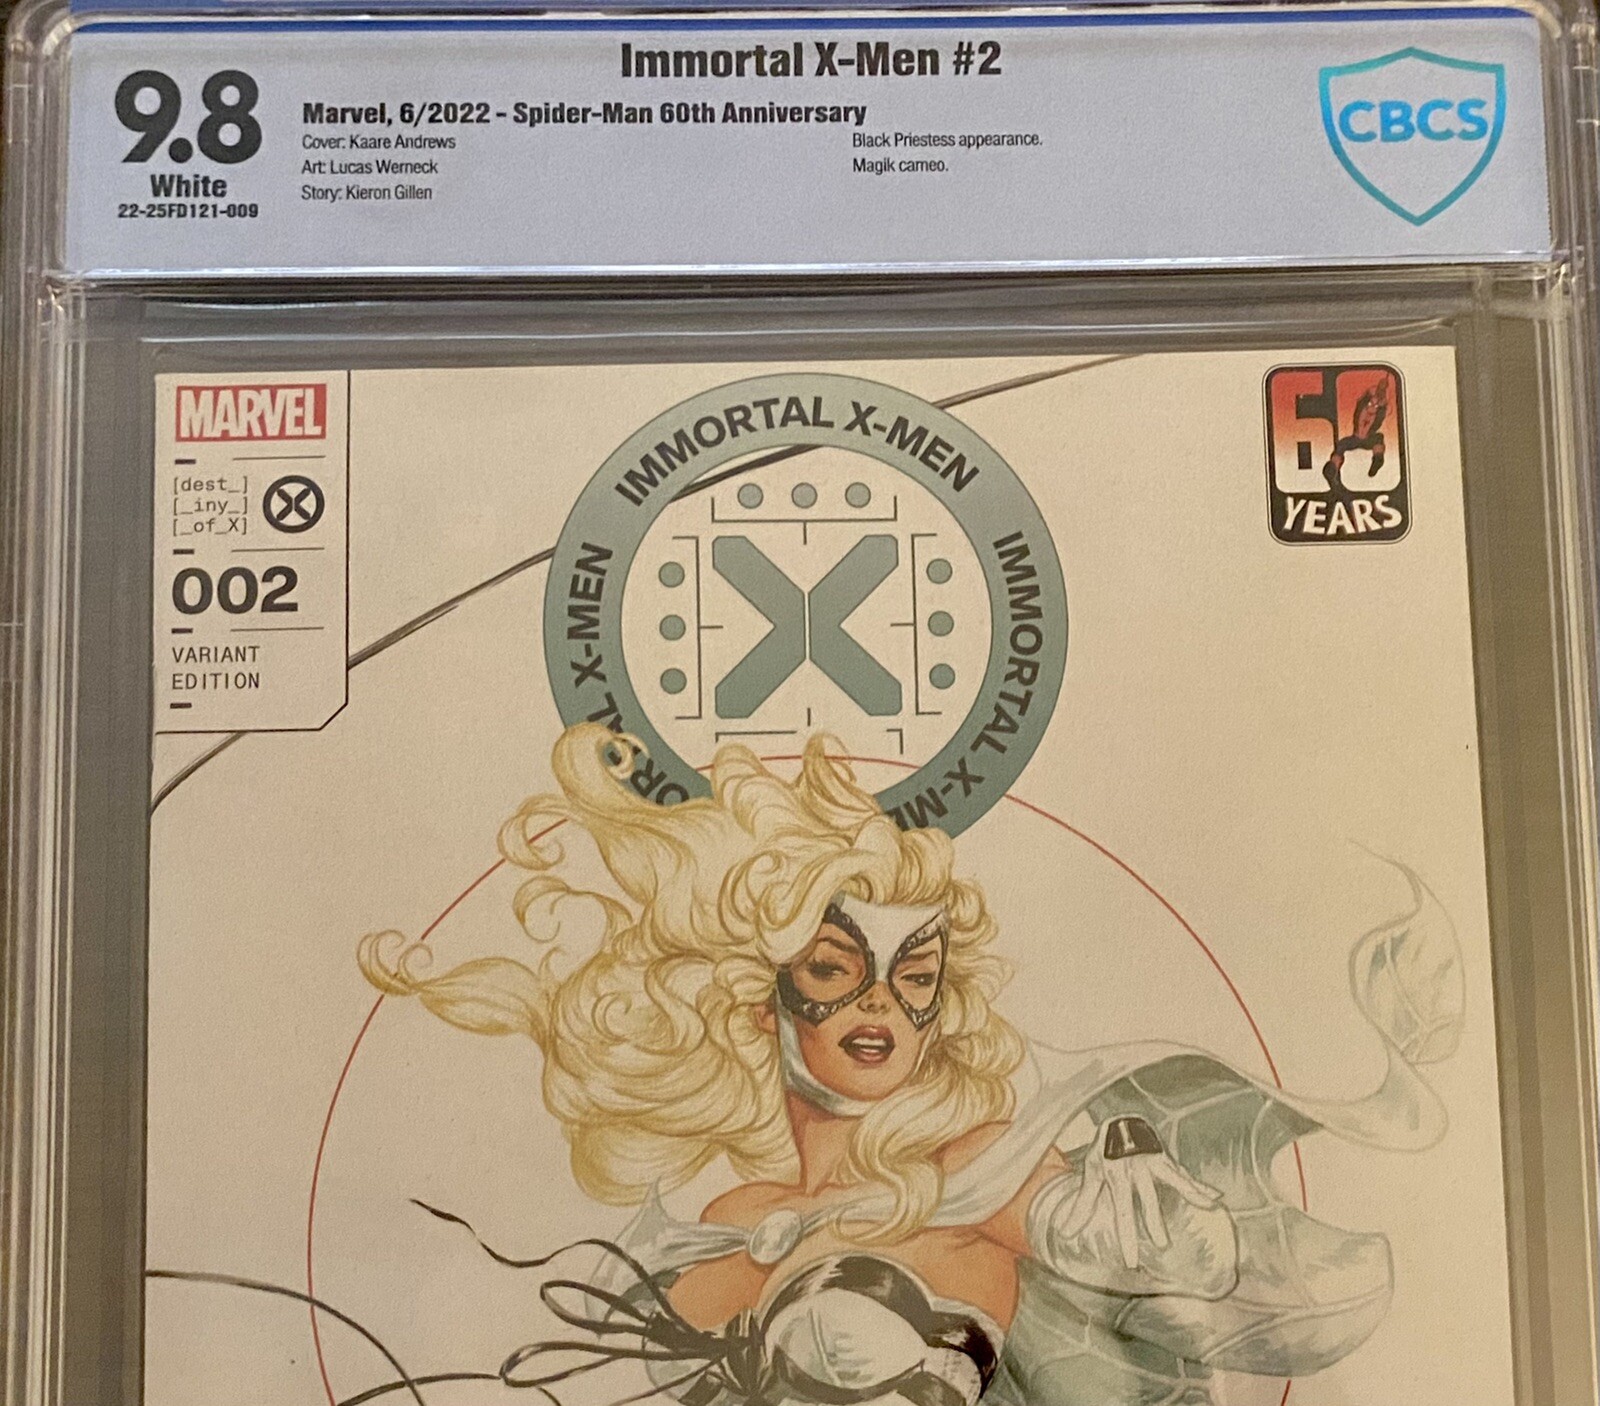 Immortal X-Men #2
9.8
White
22-25FD121-009
Marvel, 6/2022 - Spider-Man 60th Anniversary
Cover: Kaare Andrews
Art: Lucas Werneck
Story: Kieron Gillen
Black Priestess appearance.
Magik cameo.
CBCS
MARVEL
[dest_]
[_iny_]
[_of_X]
002
VARIANT
EDITION
IMMORTAL X-MEN
IMMORTAL X-ME
ORTAL X-MEN
X
60
YEARS